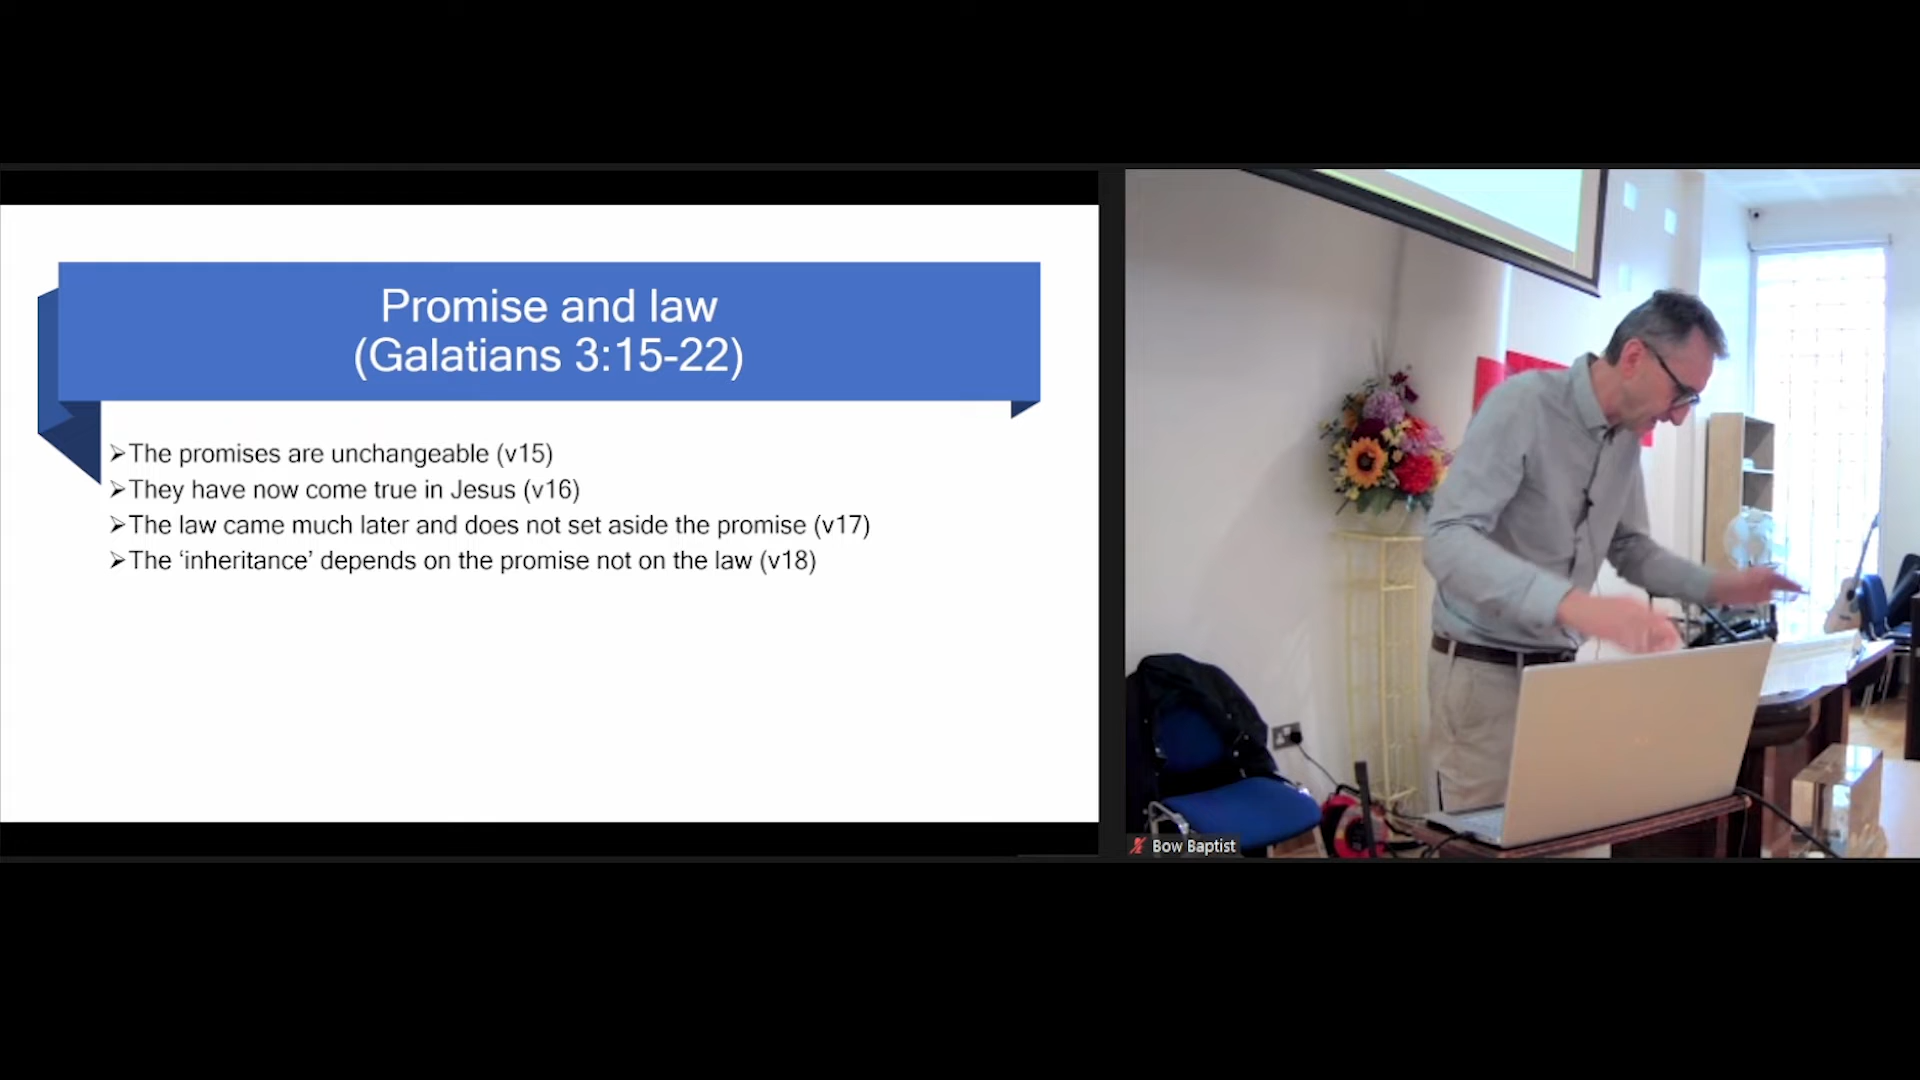 Promise and law
(Galatians 3:15-22)
➢The promises are unchangeable (v15)
➢They have now come true in Jesus (v16)
➢The law came much later and does not set aside the promise (v17)
➢The ‘inheritance’ depends on the promise not on the law (v18)
Bow Baptist